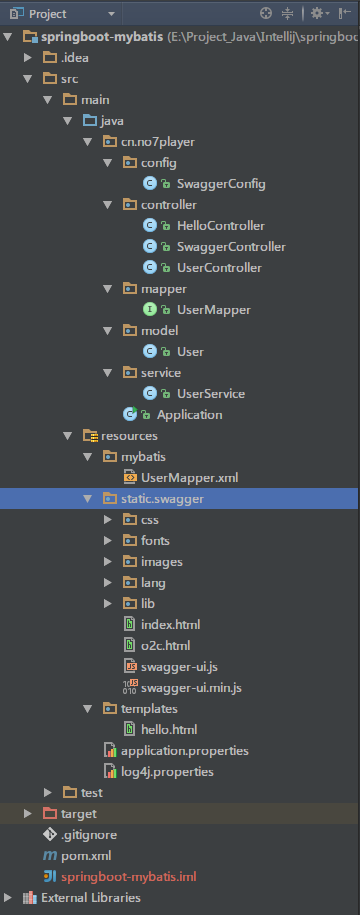 Project
springboot-mybatis (E:\Project_Java\Intellij\springboo
.idea
src
main
java
cn.no7player
config
SwaggerConfig
controller
HelloController
SwaggerController
UserController
mapper
UserMapper
model
User
service
UserService
Application
resources
mybatis
UserMapper.xml
static.swagger
css
fonts
images
lang
lib
index.html
o2c.html
swagger-ui.js
swagger-ui.min.js
templates
hello.html
application.properties
log4j.properties
test
target
.gitignore
pom.xml
springboot-mybatis.iml
External Libraries